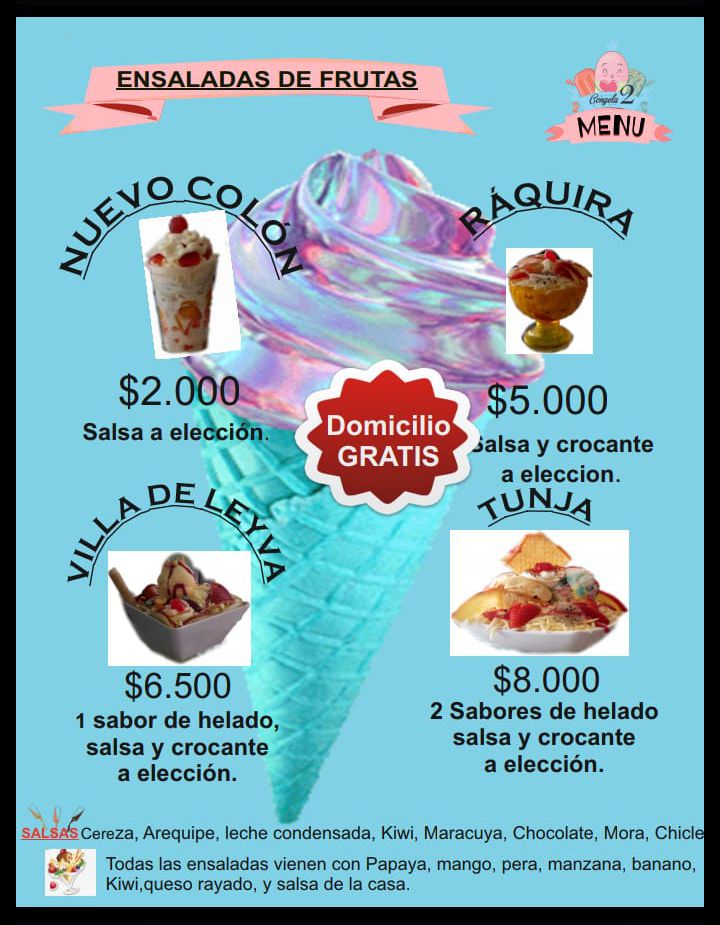 ENSALADAS DE FRUTAS
Congela 2
MENU
NUEVO COLÓN
$2.000
Salsa a elección.
RÁQUIRA
$5.000
Salsa y crocante
a eleccion.
Domicilio
GRATIS
VILLA DE LEYVA
$6.500
1 sabor de helado,
salsa y crocante
a elección.
TUNJA
$8.000
2 Sabores de helado
salsa y crocante
a elección.
SALSAS Cereza, Arequipe, leche condensada, Kiwi, Maracuya, Chocolate, Mora, Chicle
Todas las ensaladas vienen con Papaya, mango, pera, manzana, banano,
Kiwi,queso rayado, y salsa de la casa.